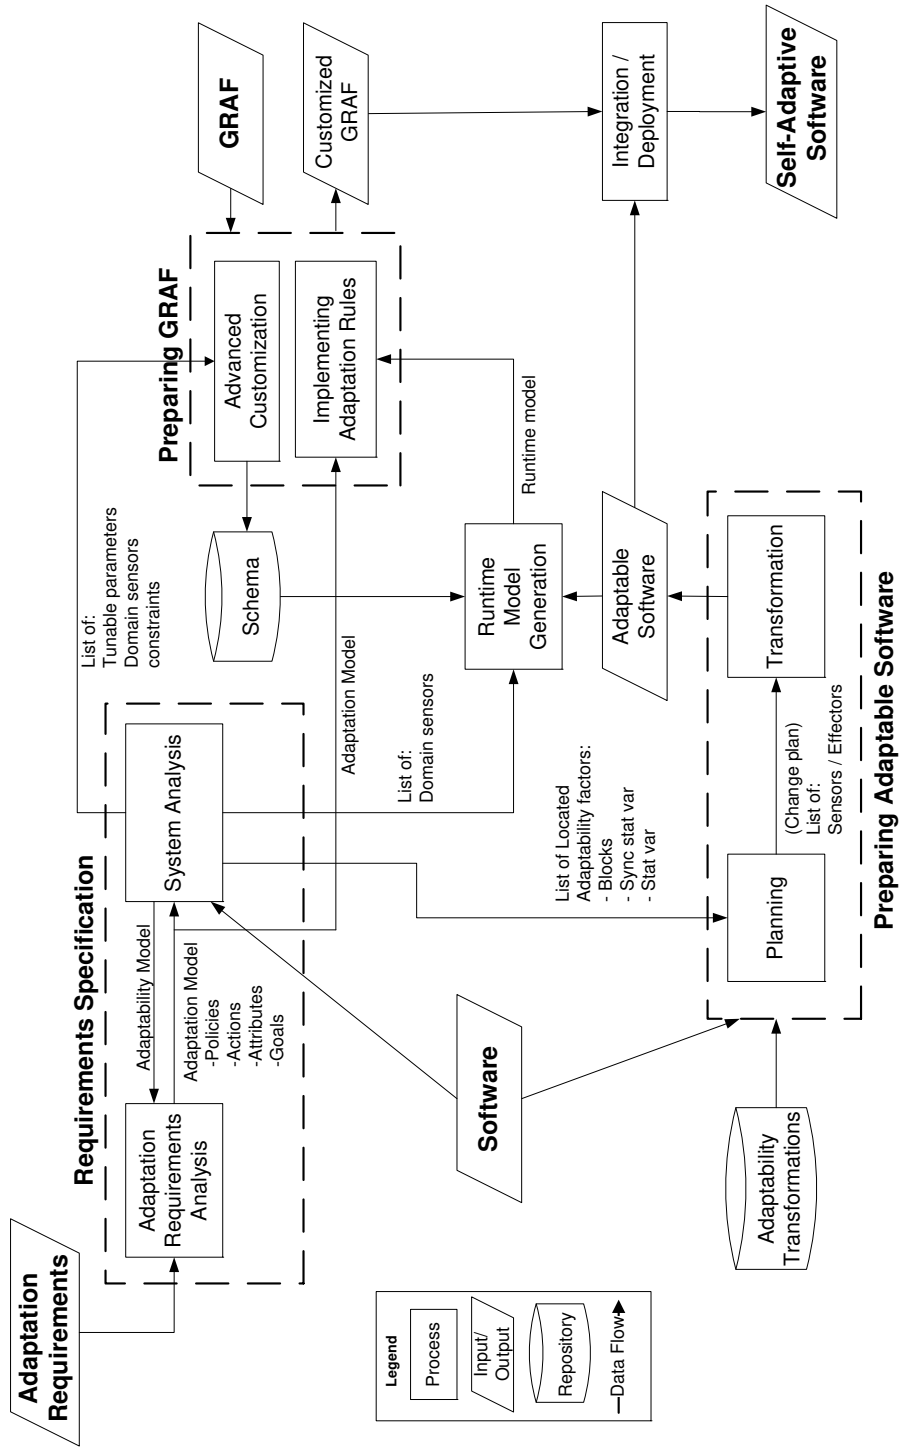 Adaptation
Requirements
Requirements Specification
Adaptation
Requirements
Analysis
Adaptability Model
Adaptation Model
-Policies
-Actions
-Attributes
-Goals
System Analysis
List of:
Tunable parameters
Domain sensors
constraints
Preparing GRAF
Advanced
Customization
Implementing
Adaptation Rules
GRAF
Customized
GRAF
Schema
Adaptation Model
List of:
Domain sensors
Runtime
Model
Generation
Runtime model
Software
List of Located
Adaptability factors:
- Blocks
- Sync stat var
- Stat var
Adaptable
Software
Integration /
Deployment
Self-Adaptive
Software
Adaptability
Transformations
Planning
(Change plan)
List of:
Sensors / Effectors
Transformation
Preparing Adaptable Software
Legend
Process
Input/
Output
Repository
Data Flow